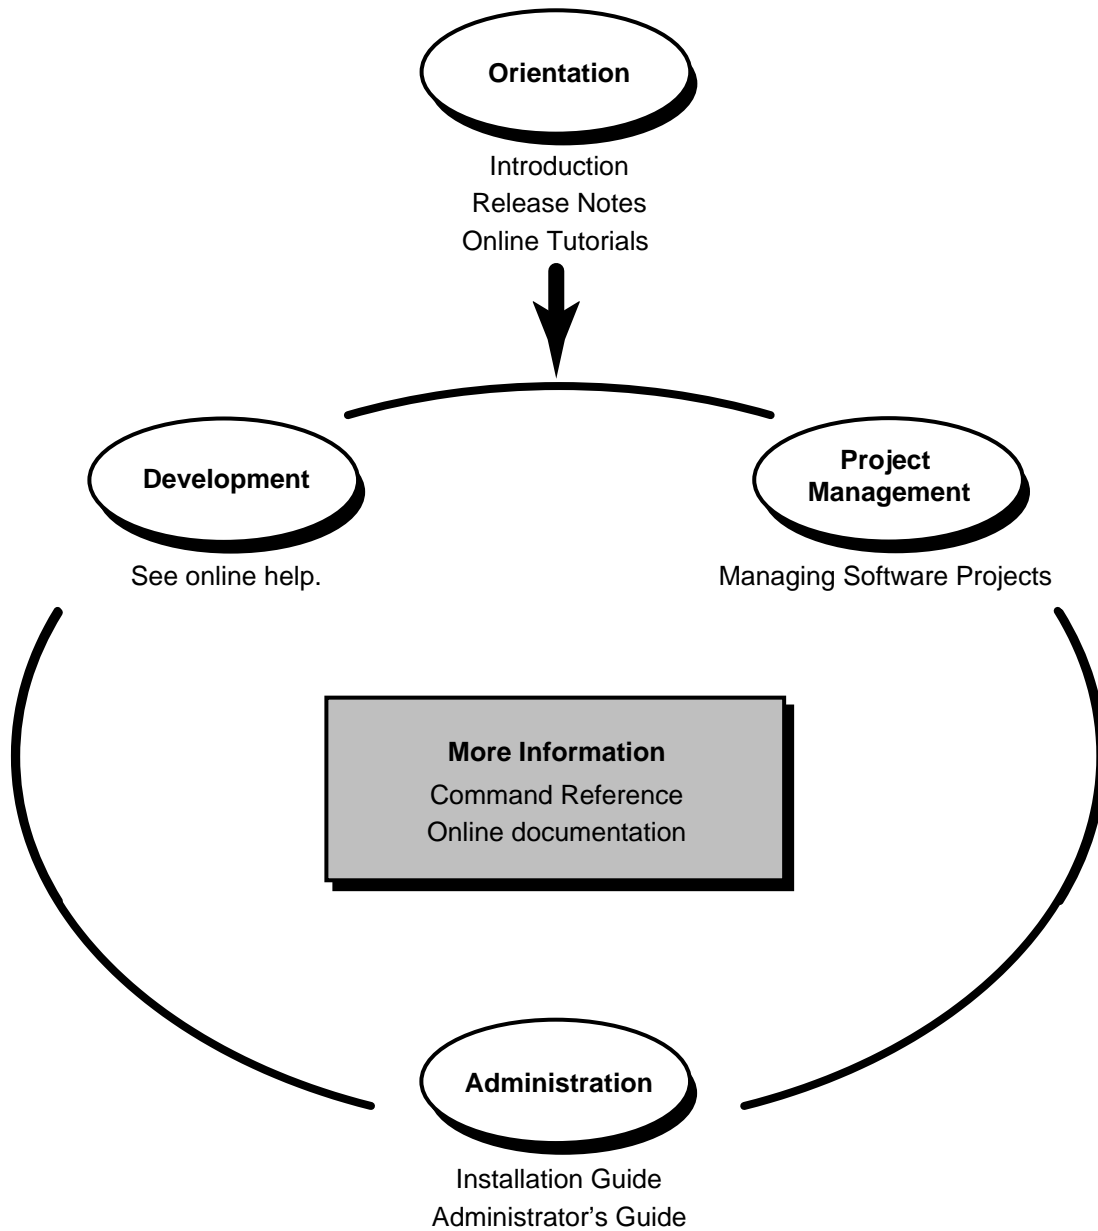 Orientation
Introduction
Release Notes
Online Tutorials
Development
See online help.
Project
Management
Managing Software Projects
More Information
Command Reference
Online documentation
Administration
Installation Guide
Administrator's Guide